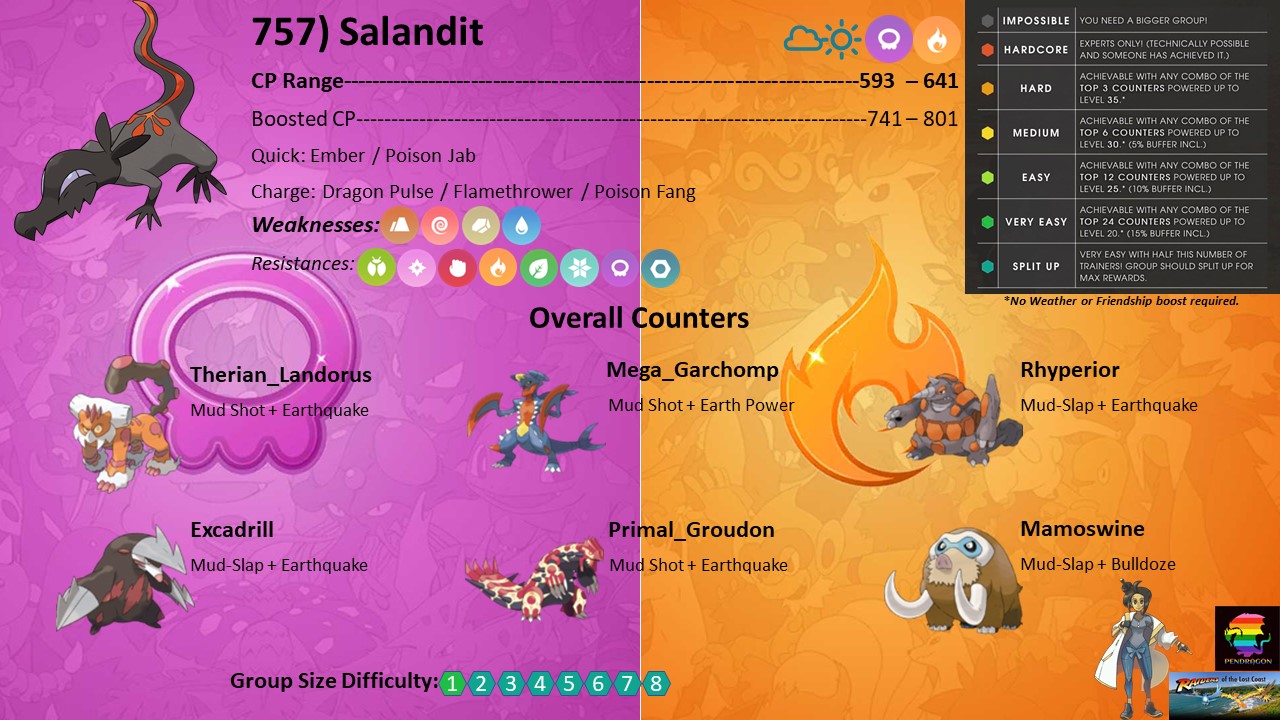 757) Salandit
CP Range-----------------------------------------------------------------------------------593 – 641
Boosted CP-------------------------------------------------------------------------------741 – 801
Quick: Ember / Poison Jab
Charge: Dragon Pulse / Flamethrower / Poison Fang
Weaknesses:
Resistances:
IMPOSSIBLE YOU NEED A BIGGER GROUP!
HARDCORE EXPERTS ONLY! (TECHNICALLY POSSIBLE
AND SOMEONE HAS ACHIEVED IT.)
HARD ACHIEVABLE WITH ANY COMBO OF THE
TOP 3 COUNTERS POWERED UP TO
LEVEL 35.*
MEDIUM ACHIEVABLE WITH ANY COMBO OF THE
TOP 6 COUNTERS POWERED UP TO
LEVEL 30.* (5% BUFFER INCL.)
EASY ACHIEVABLE WITH ANY COMBO OF THE
TOP 12 COUNTERS POWERED UP TO
LEVEL 25.* (10% BUFFER INCL.)
VERY EASY ACHIEVABLE WITH ANY COMBO OF THE
TOP 24 COUNTERS POWERED UP TO
LEVEL 20.* (15% BUFFER INCL.)
SPLIT UP VERY EASY WITH HALF THIS NUMBER OF
TRAINERS! GROUP SHOULD SPLIT UP FOR
MAX REWARDS.
*No Weather or Friendship boost required.
Overall Counters
Therian_Landorus
Mud Shot + Earthquake
Mega_Garchomp
Mud Shot + Earth Power
Rhyperior
Mud-Slap + Earthquake
Excadrill
Mud-Slap + Earthquake
Primal_Groudon
Mud Shot + Earthquake
Mamoswine
Mud-Slap + Bulldoze
Group Size Difficulty: 1 2 3 4 5 6 7 8
PENDRAGON
RAIDERS of the Lost Coast